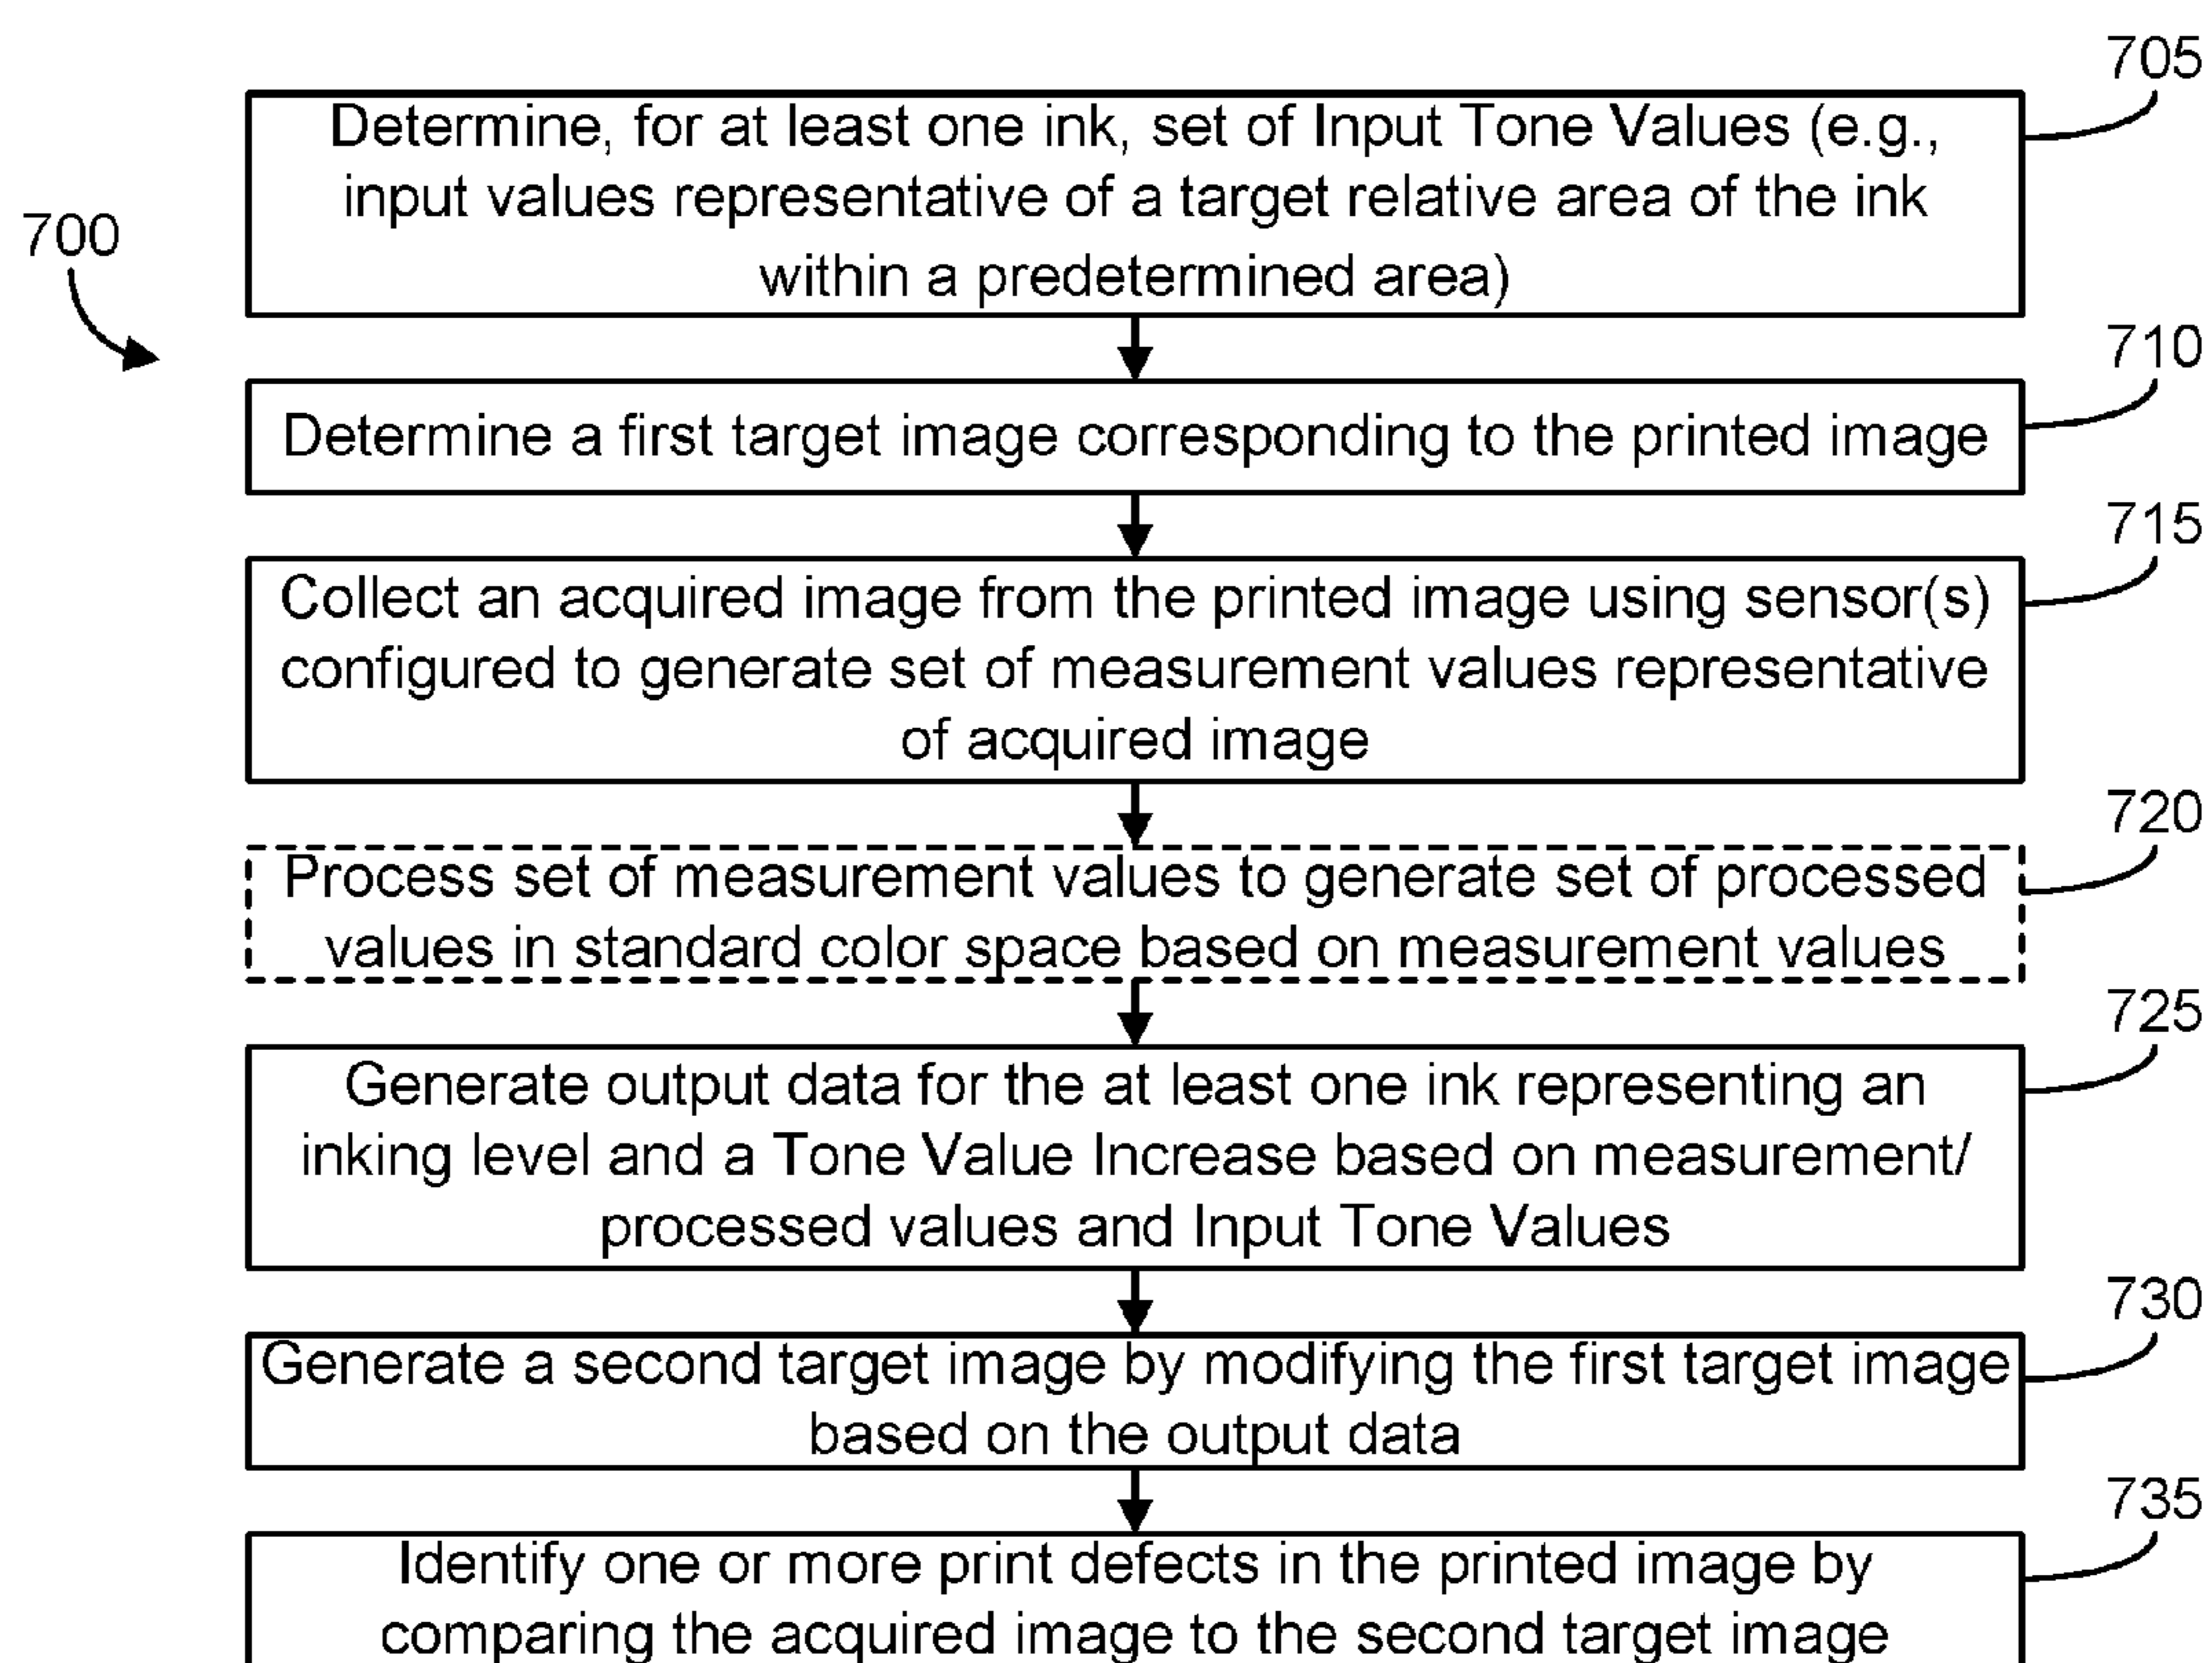 705
Determine, for at least one ink, set of Input Tone Values (e.g.,
input values representative of a target relative area of the ink
within a predetermined area)
700
710
Determine a first target image corresponding to the printed image
715
Collect an acquired image from the printed image using sensor(s)
configured to generate set of measurement values representative
of acquired image
720
Process set of measurement values to generate set of processed
values in standard color space based on measurement values
725
Generate output data for the at least one ink representing an
inking level and a Tone Value Increase based on measurement/
processed values and Input Tone Values
730
Generate a second target image by modifying the first target image
based on the output data
735
Identify one or more print defects in the printed image by
comparing the acquired image to the second target image